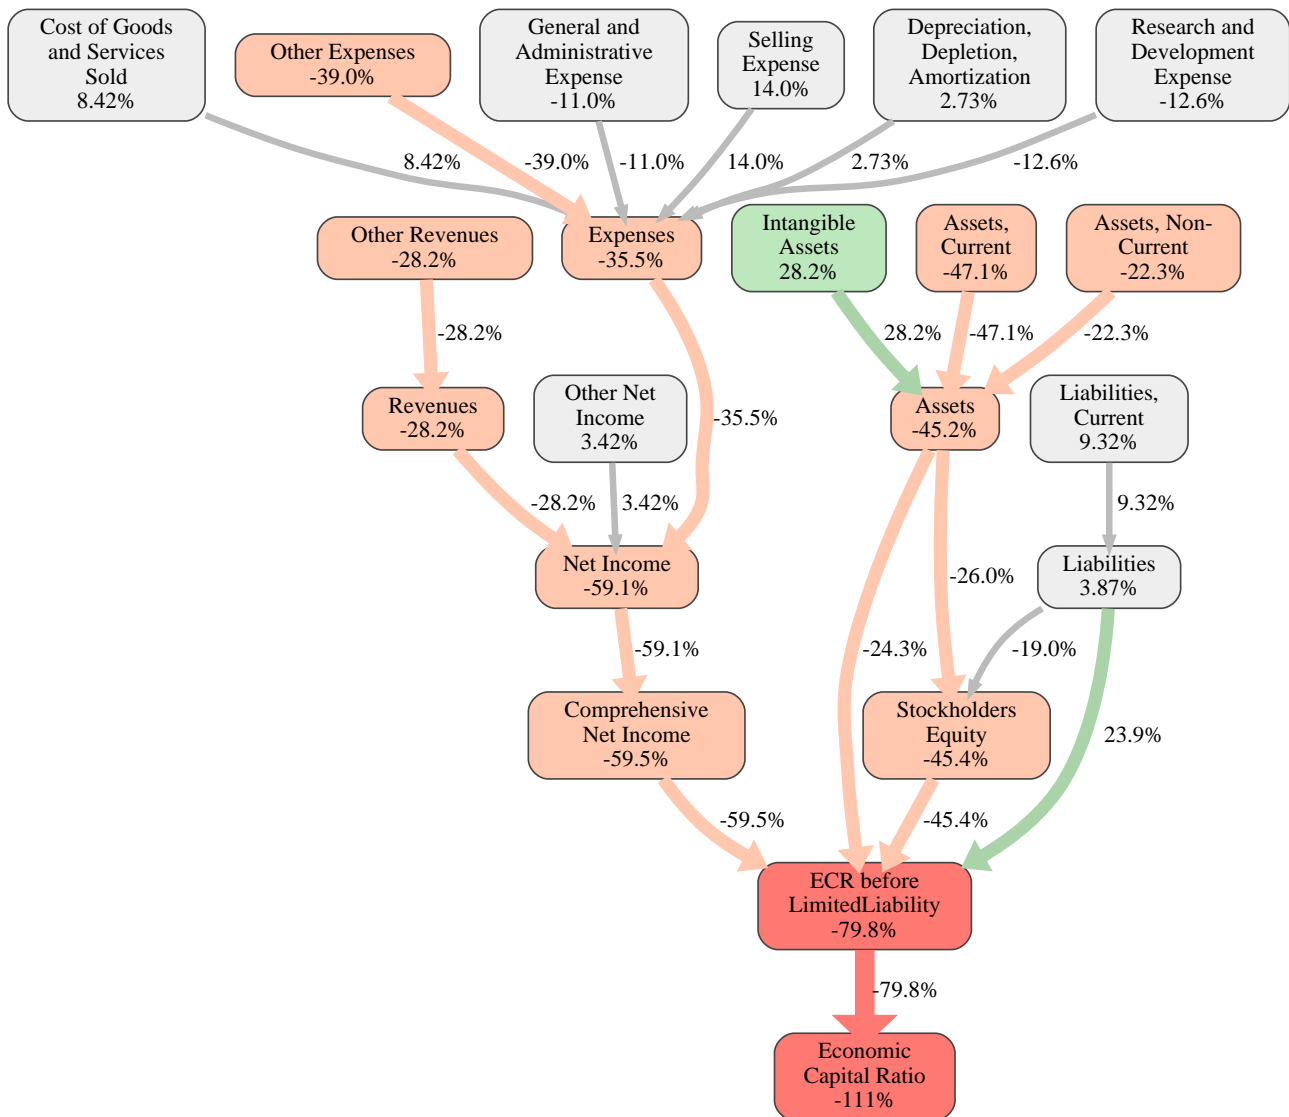 Cost of Goods
and Services
Sold
8.42%
Other Expenses
-39.0%
General and
Administrative
Expense
-11.0%
Selling
Expense
14.0%
Depreciation,
Depletion,
Amortization
2.73%
Research and
Development
Expense
-12.6%
8.42%
-39.0%
-11.0%
14.0%
2.73%
-12.6%
Other Revenues
-28.2%
Expenses
-35.5%
Intangible
Assets
28.2%
Assets,
Current
-47.1%
Assets, Non-
Current
-22.3%
-28.2%
28.2%
-47.1%
-22.3%
Revenues
-28.2%
Other Net
Income
3.42%
-35.5%
Assets
-45.2%
Liabilities,
Current
9.32%
-28.2%
3.42%
9.32%
Net Income
-59.1%
-26.0%
Liabilities
3.87%
-59.1%
-24.3%
-19.0%
Comprehensive
Net Income
-59.5%
Stockholders
Equity
-45.4%
23.9%
-59.5%
-45.4%
ECR before
LimitedLiability
-79.8%
-79.8%
Economic
Capital Ratio
-111%